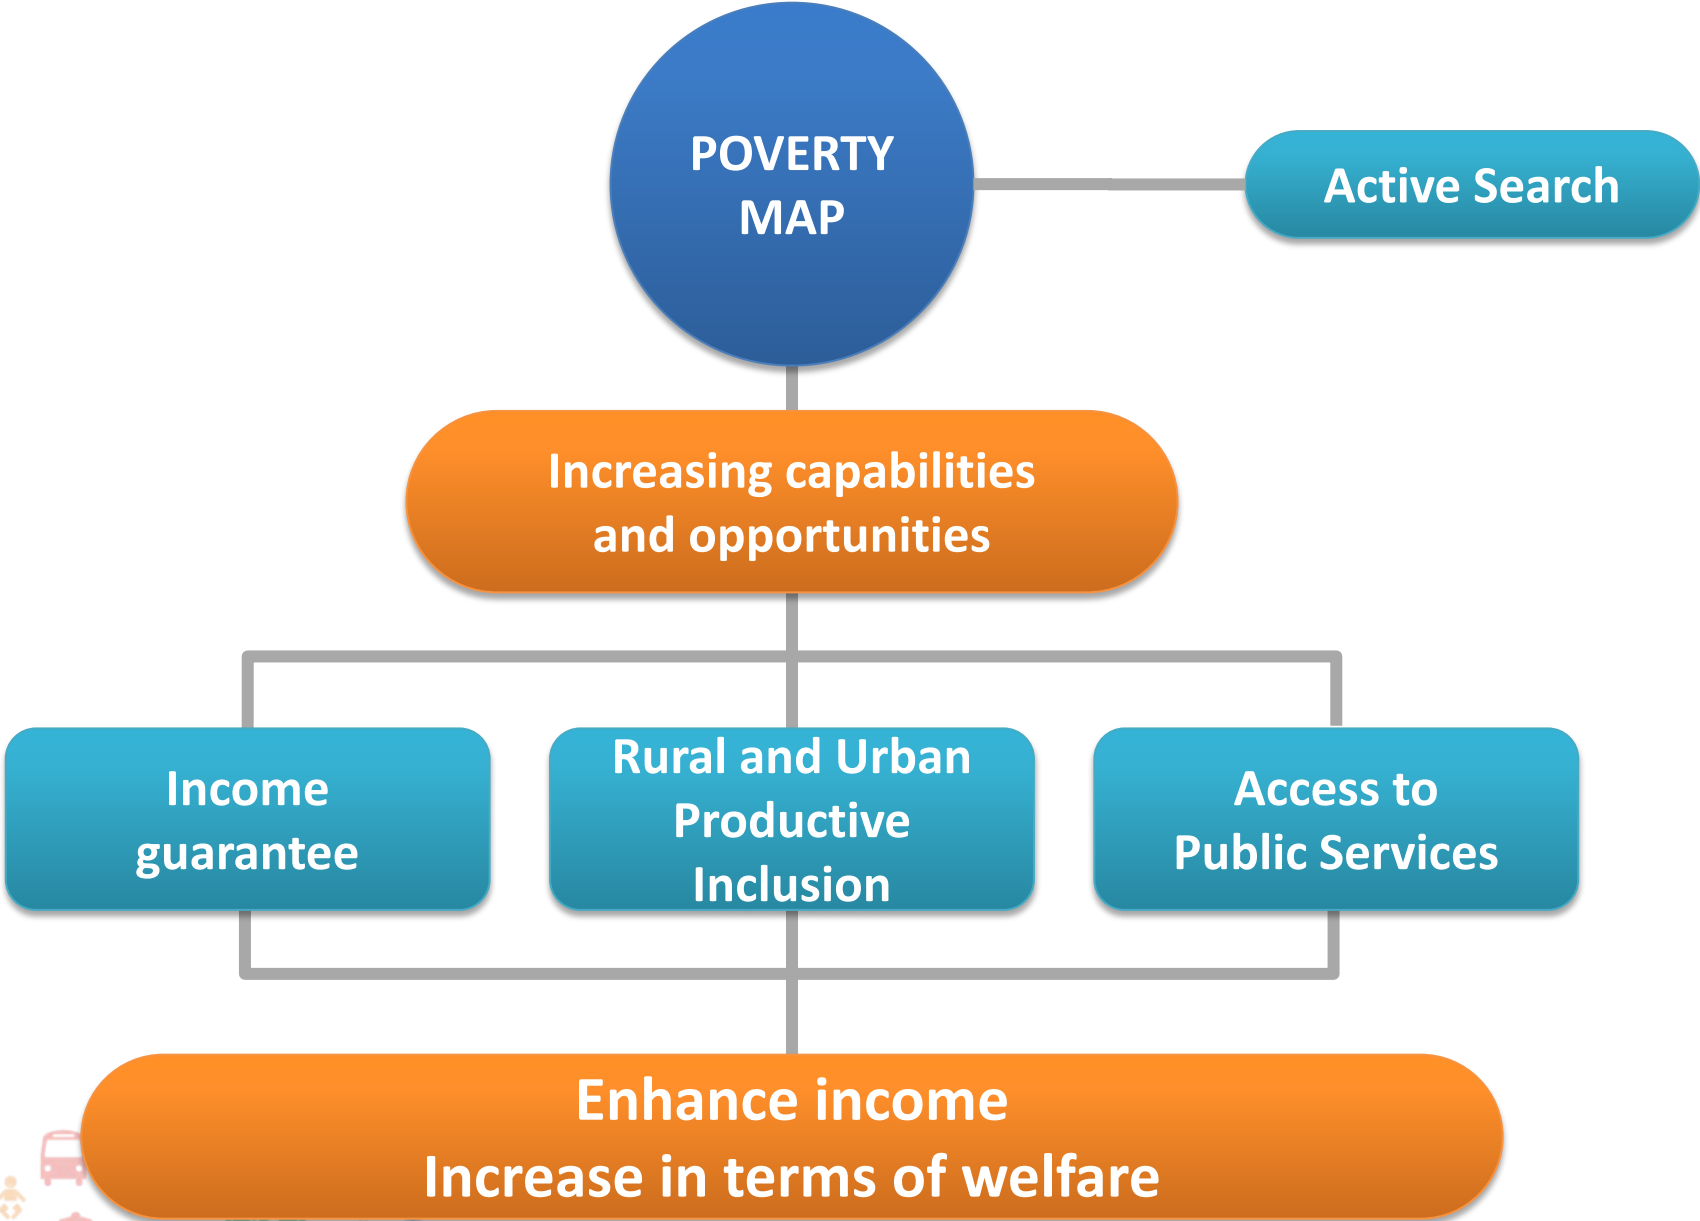 POVERTY
MAP
Active Search
Increasing capabilities
and opportunities
Income
guarantee
Rural and Urban
Productive
Inclusion
Access to
Public Services
Enhance income
Increase in terms of welfare